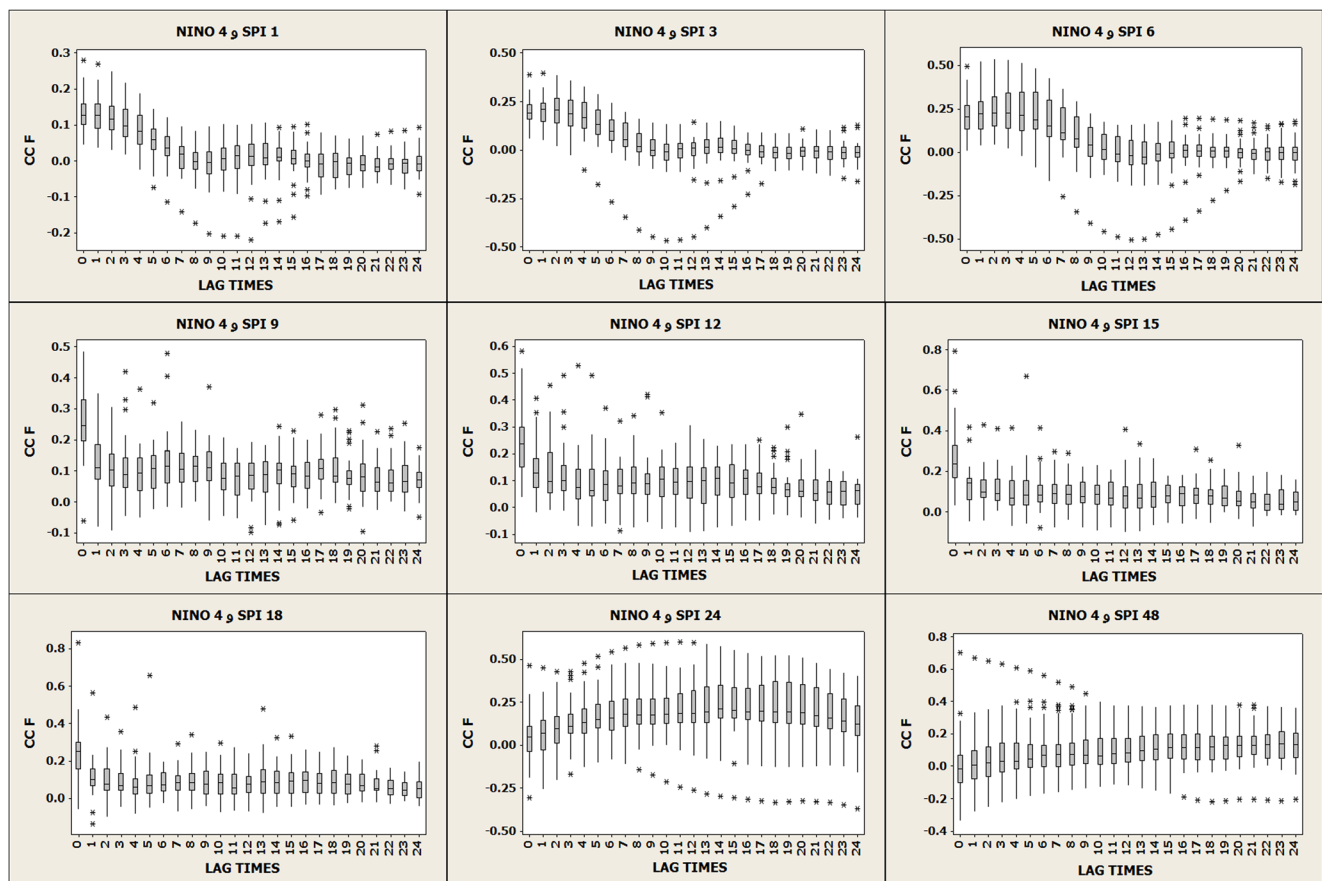 NINO 4 و SPI 1
CC F
0.3
0.2
0.1
0.0
-0.1
-0.2
0 1 2 3 4 5 6 7 8 9 10 11 12 13 14 15 16 17 18 19 20 21 22 23 24
LAG TIMES
NINO 4 و SPI 3
CC F
0.50
0.25
0.00
-0.25
-0.50
0 1 2 3 4 5 6 7 8 9 10 11 12 13 14 15 16 17 18 19 20 21 22 23 24
LAG TIMES
NINO 4 و SPI 6
CC F
0.50
0.25
0.00
-0.25
-0.50
0 1 2 3 4 5 6 7 8 9 10 11 12 13 14 15 16 17 18 19 20 21 22 23 24
LAG TIMES
NINO 4 و SPI 9
CC F
0.5
0.4
0.3
0.2
0.1
0.0
-0.1
0 1 2 3 4 5 6 7 8 9 10 11 12 13 14 15 16 17 18 19 20 21 22 23 24
LAG TIMES
NINO 4 و SPI 12
CC F
0.6
0.5
0.4
0.3
0.2
0.1
0.0
-0.1
0 1 2 3 4 5 6 7 8 9 10 11 12 13 14 15 16 17 18 19 20 21 22 23 24
LAG TIMES
NINO 4 و SPI 15
CC F
0.8
0.6
0.4
0.2
0.0
0 1 2 3 4 5 6 7 8 9 10 11 12 13 14 15 16 17 18 19 20 21 22 23 24
LAG TIMES
NINO 4 و SPI 18
CC F
0.8
0.6
0.4
0.2
0.0
0 1 2 3 4 5 6 7 8 9 10 11 12 13 14 15 16 17 18 19 20 21 22 23 24
LAG TIMES
NINO 4 و SPI 24
CC F
0.50
0.25
0.00
-0.25
-0.50
0 1 2 3 4 5 6 7 8 9 10 11 12 13 14 15 16 17 18 19 20 21 22 23 24
LAG TIMES
NINO 4 و SPI 48
CC F
0.8
0.6
0.4
0.2
0.0
-0.2
-0.4
0 1 2 3 4 5 6 7 8 9 10 11 12 13 14 15 16 17 18 19 20 21 22 23 24
LAG TIMES